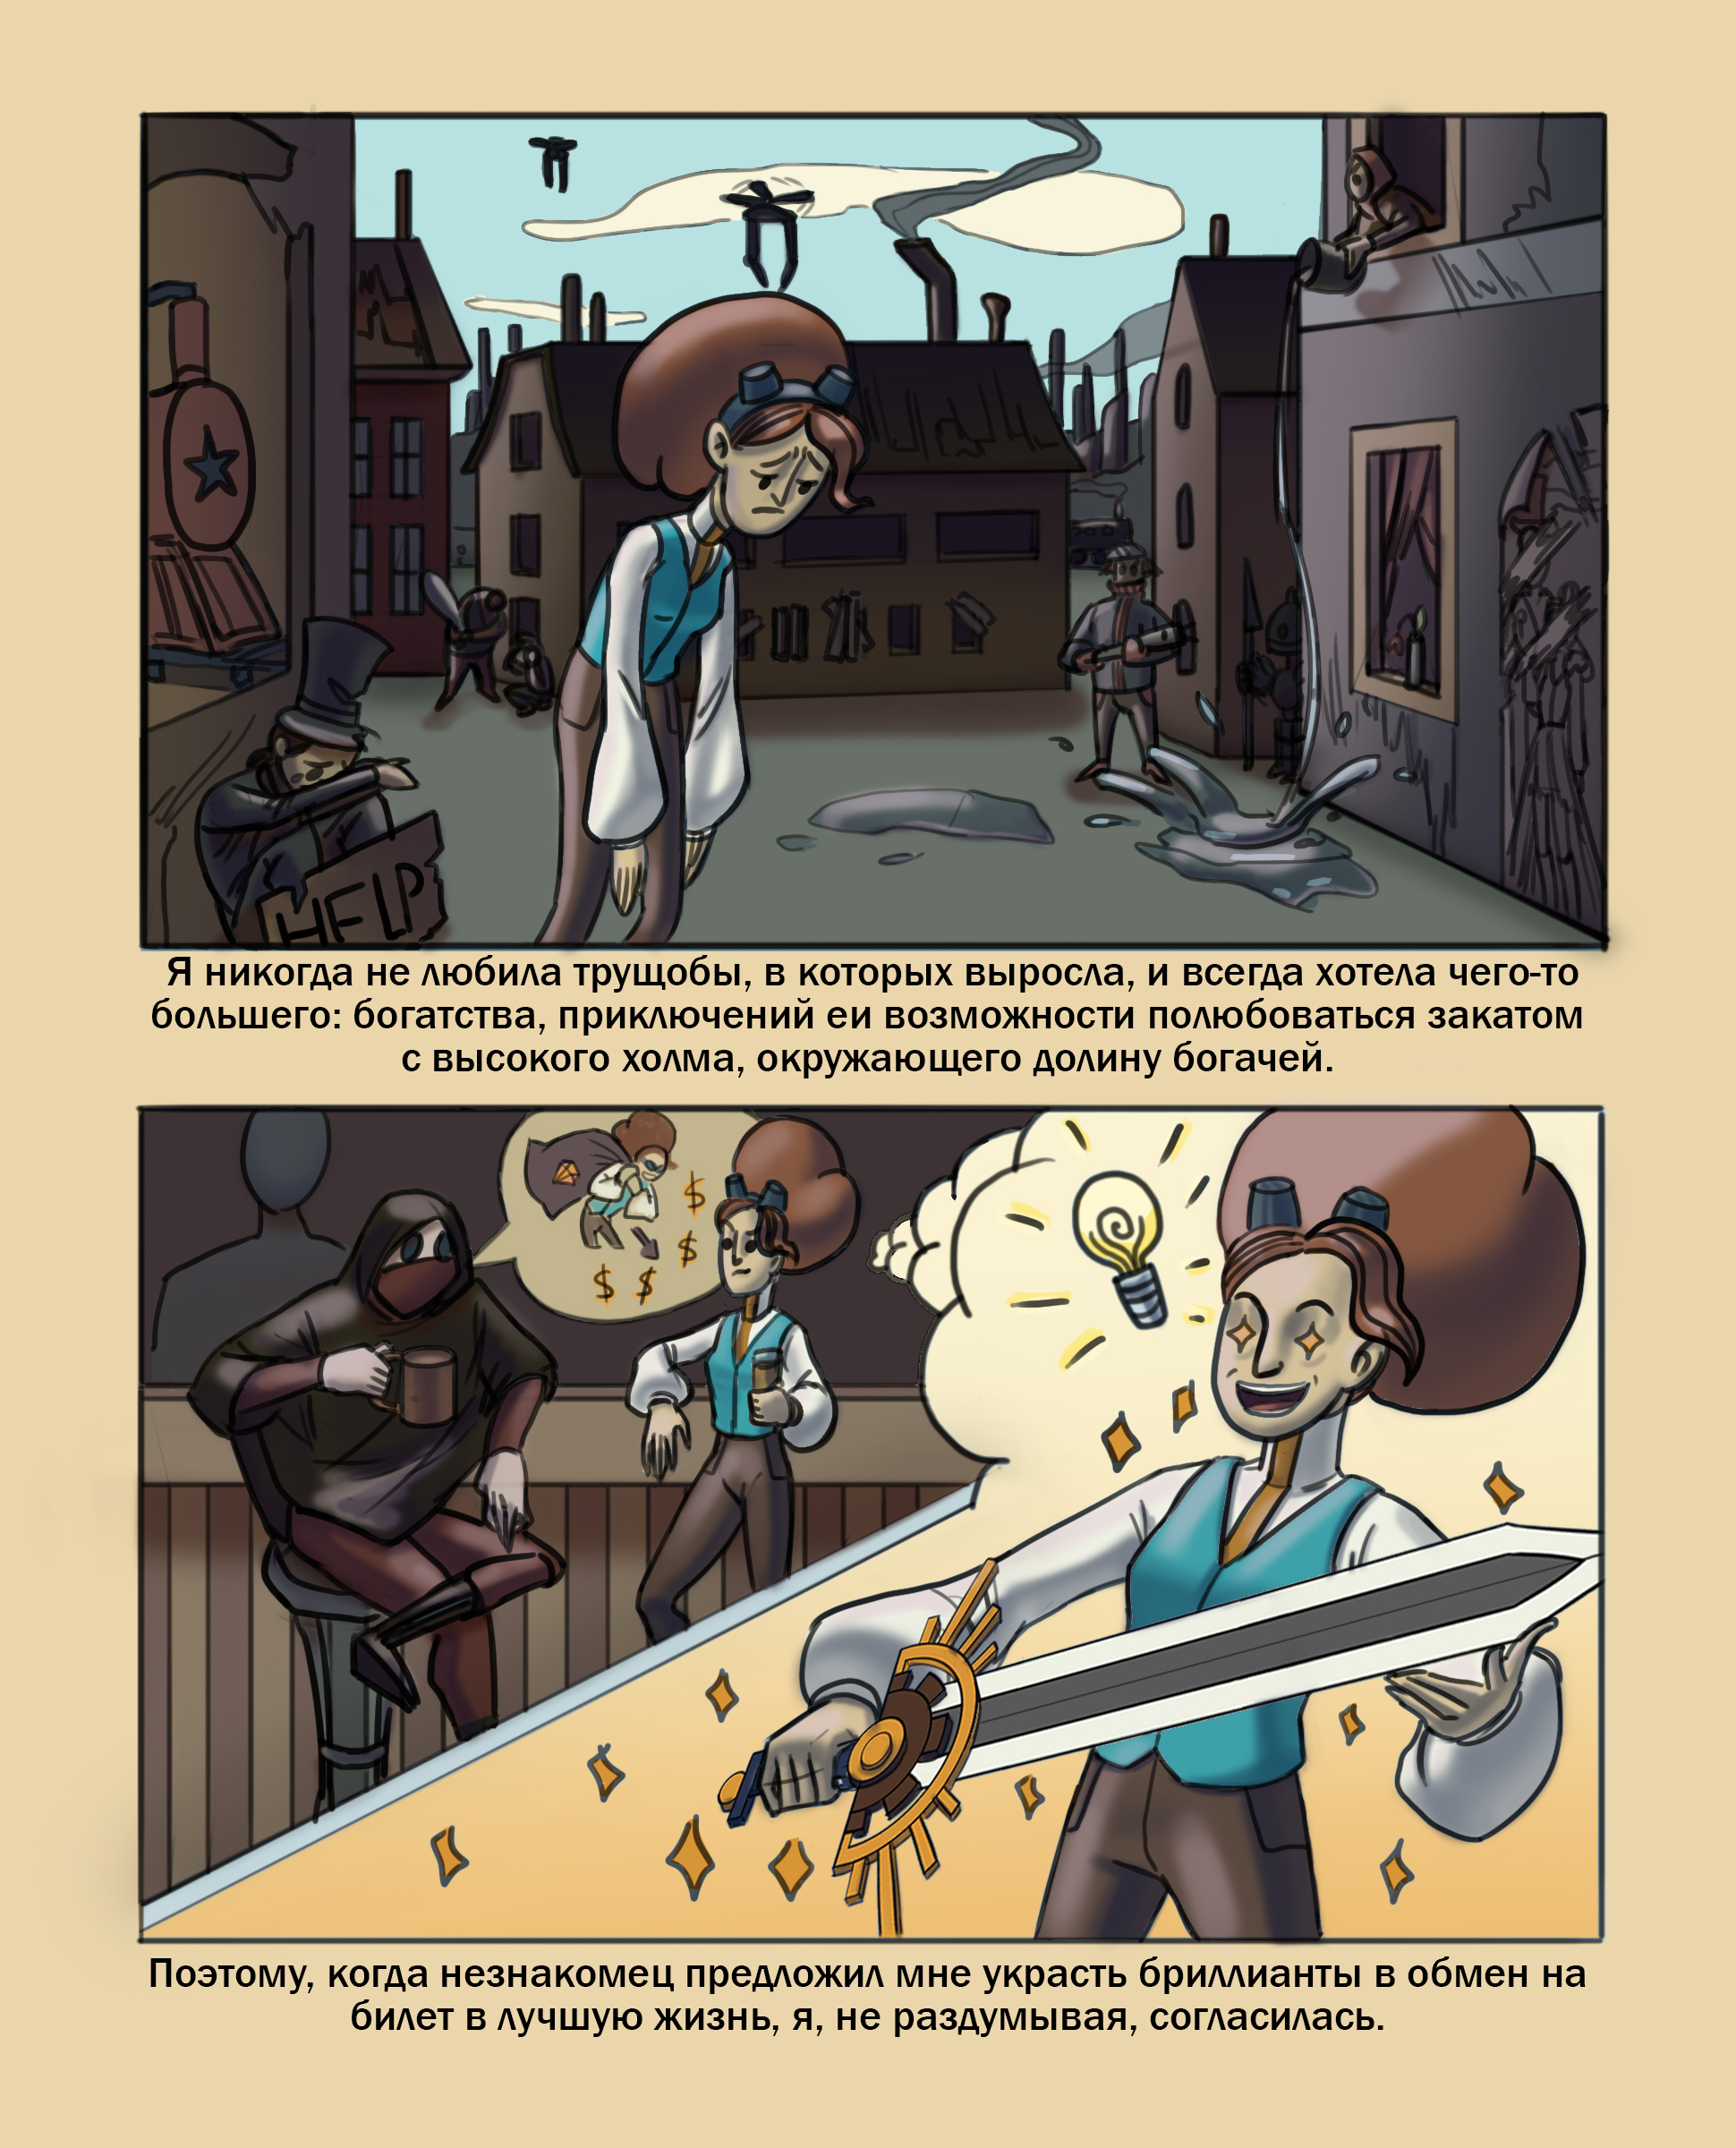 HELP
Я никогда не любила трущобы, в которых выросла, и всегда хотела чего-то
большего: богатства, приключений еи возможности полюбоваться закатом
с высокого холма, окружающего долину богачей.
$
$
$ $
Поэтому, когда незнакомец предложил мне украсть бриллианты в обмен на
билет в лучшую жизнь, я, не раздумывая, согласилась.